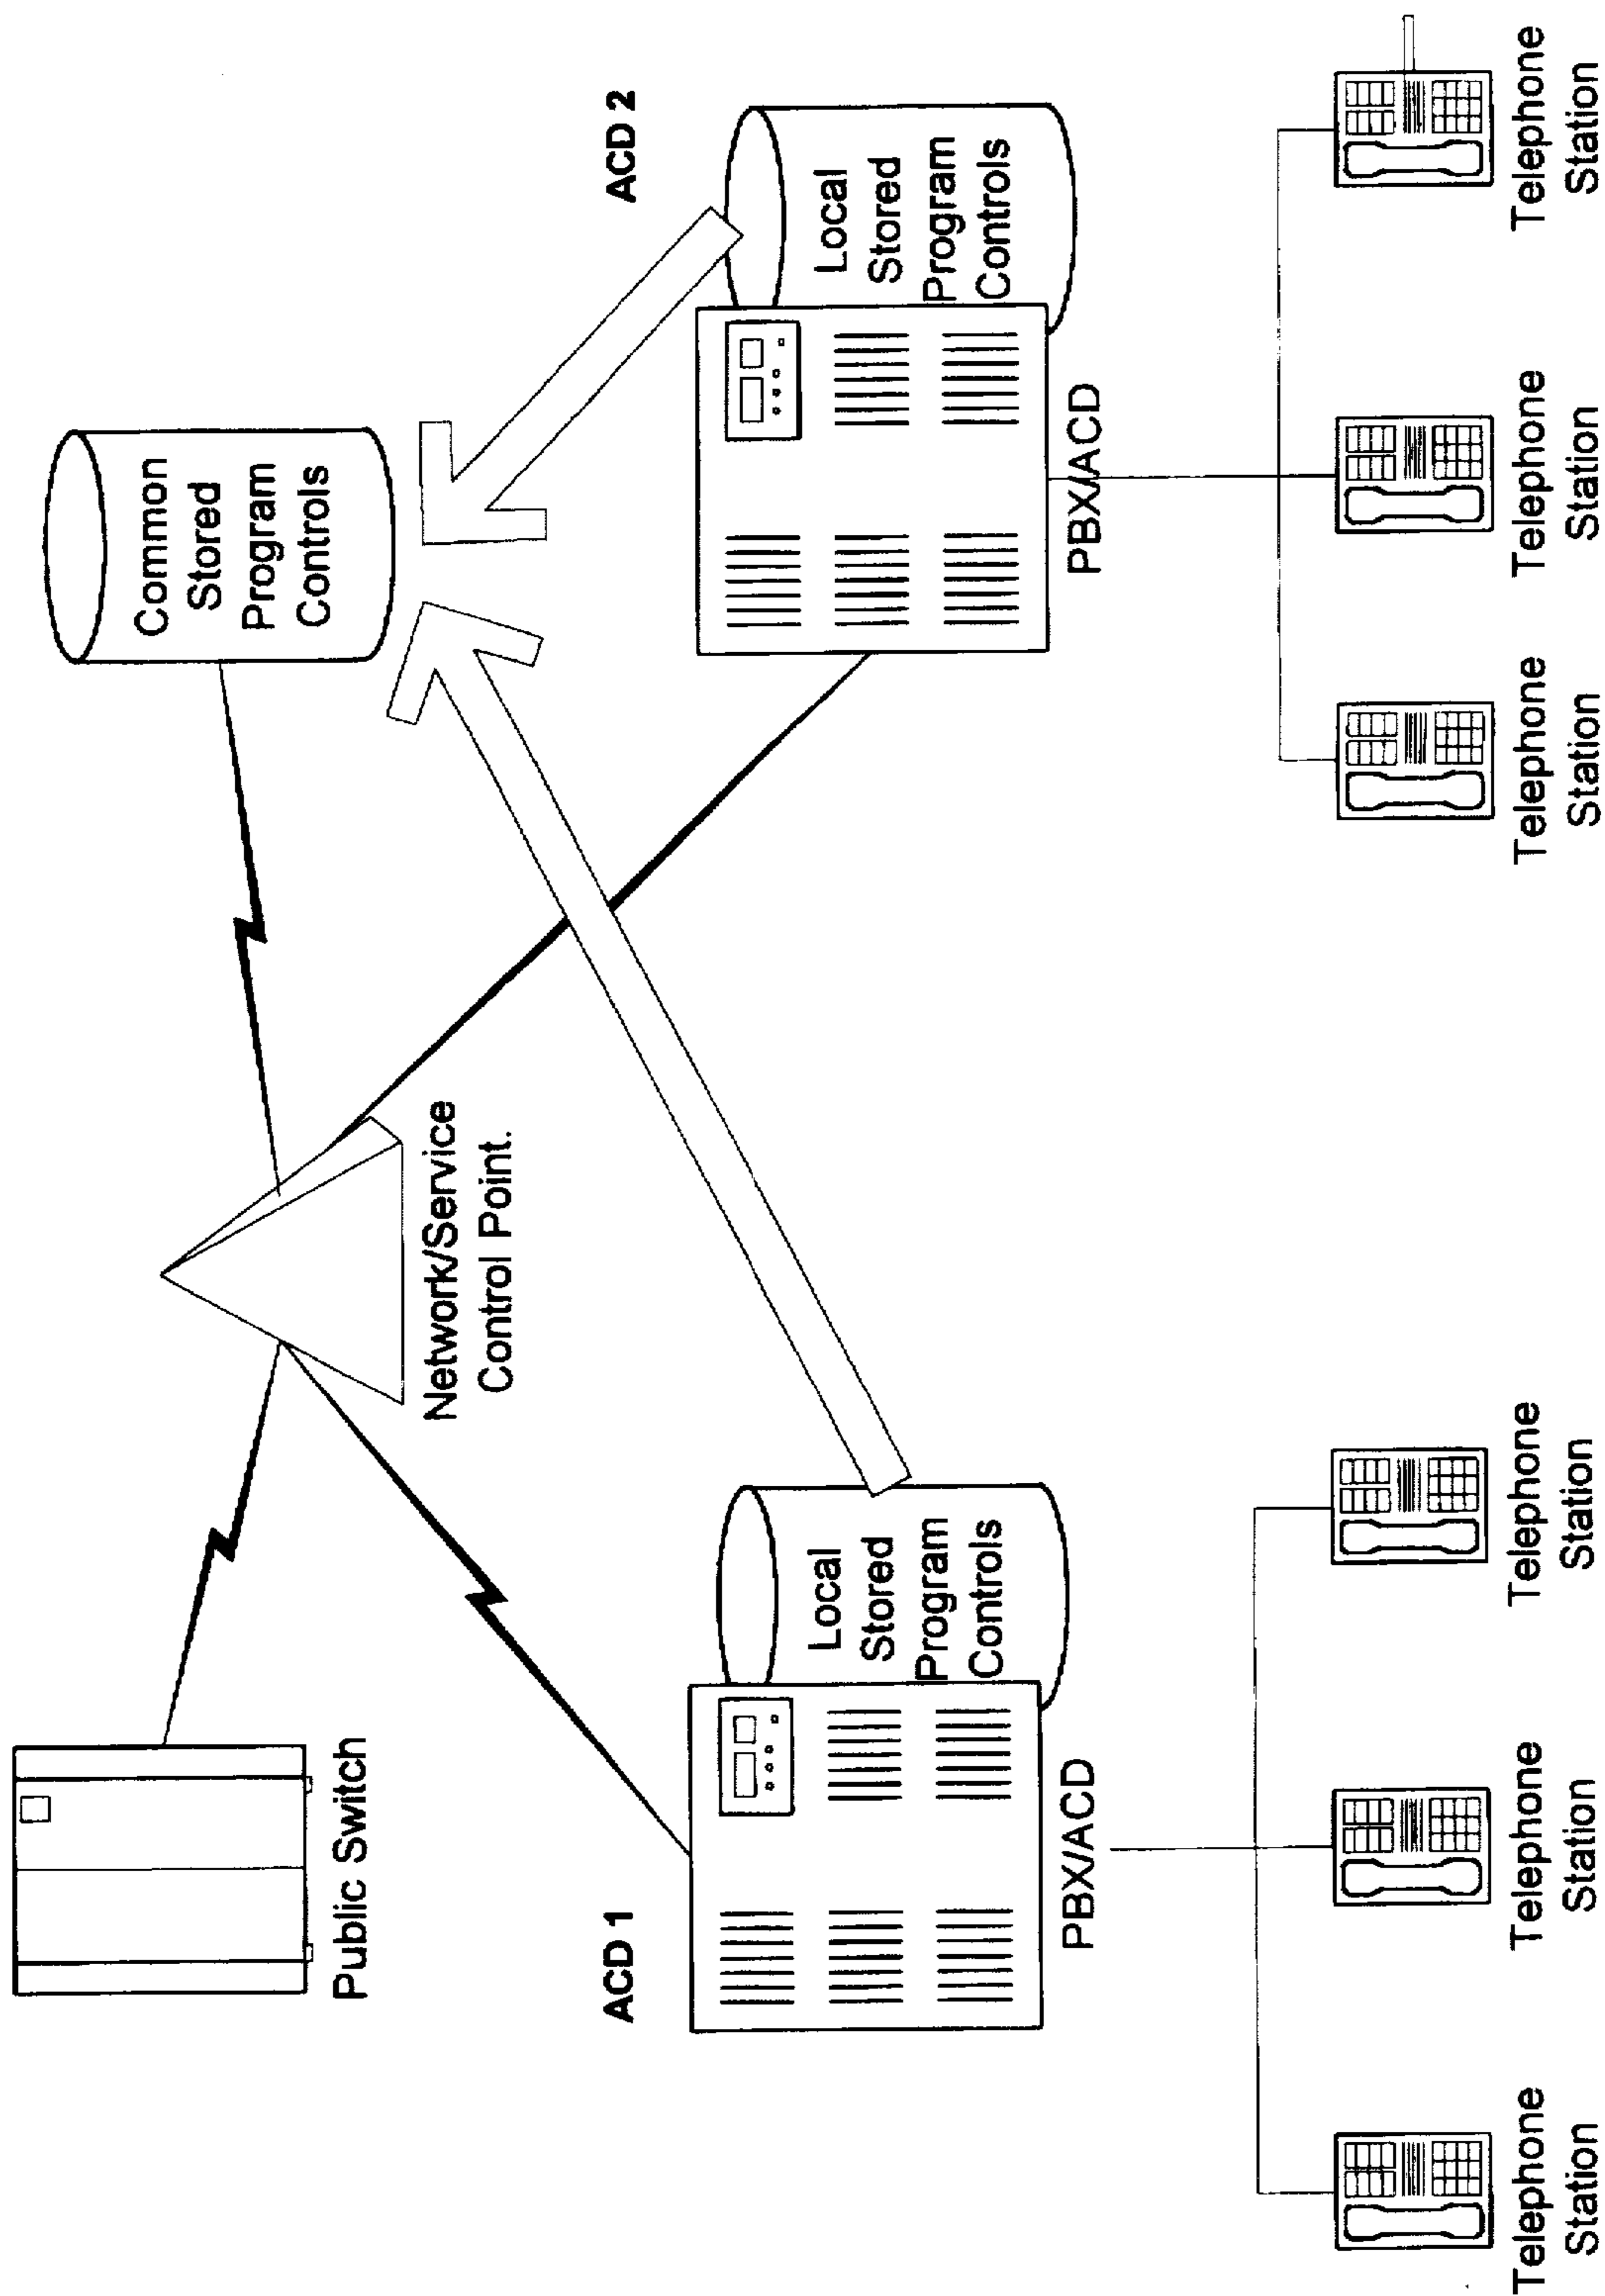 Public Switch
Network/Service
Control Point.
Common
Stored
Program
Controls
ACD 1
Local
Stored
Program
Controls
PBX/ACD
ACD 2
Local
Stored
Program
Controls
PBX/ACD
Telephone
Station
Telephone
Station
Telephone
Station
Telephone
Station
Telephone
Station
Telephone
Station